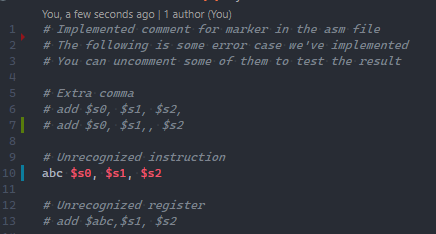 You, a few seconds ago | 1 author (You)
1 # Implemented comment for marker in the asm file
2 # The following is some error case we've implemented
3 # You can uncomment some of them to test the result
4
5 # Extra comma
6 # add $s0, $s1, $s2,
7 # add $s0, $s1,, $s2
8
9 # Unrecognized instruction
10 abc $s0, $s1, $s2
11
12 # Unrecognized register
13 # add $abc,$s1, $s2